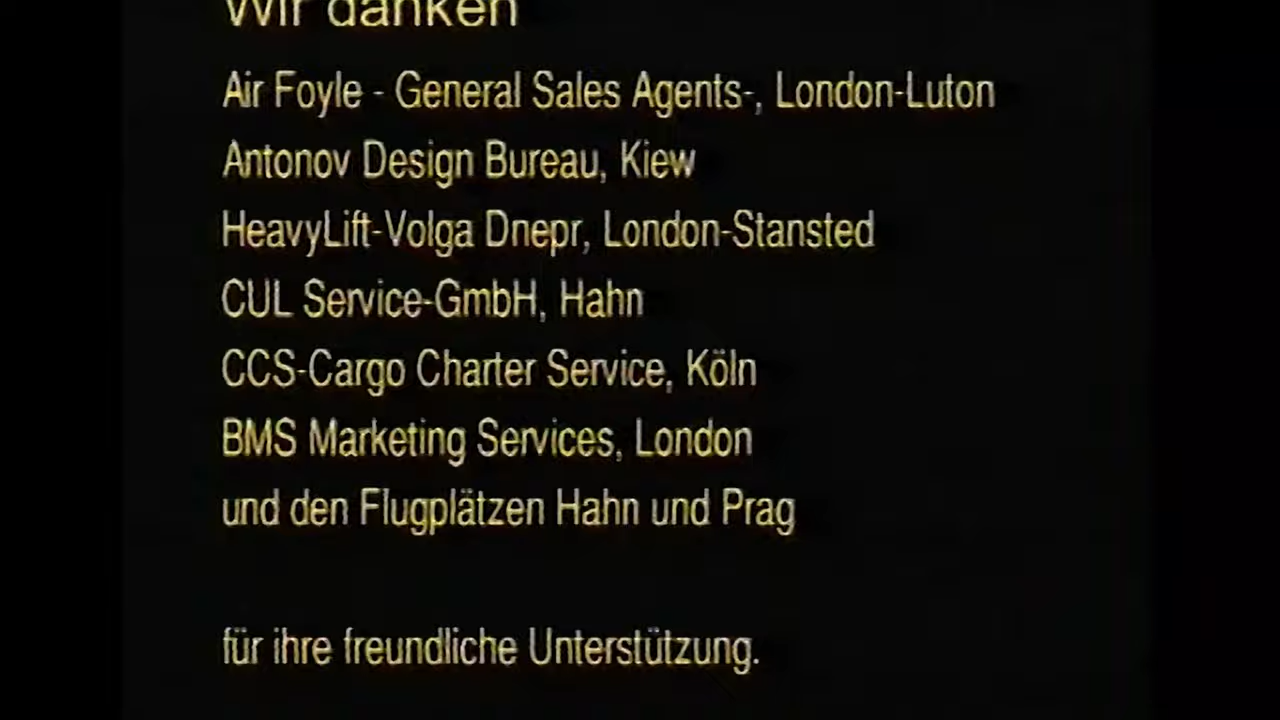 Wir danken
Air Foyle - General Sales Agents-, London-Luton
Antonov Design Bureau, Kiew
HeavyLift-Volga Dnepr, London-Stansted
CUL Service-GmbH, Hahn
CCS-Cargo Charter Service, Köln
BMS Marketing Services, London
und den Flugplätzen Hahn und Prag
für ihre freundliche Unterstützung.